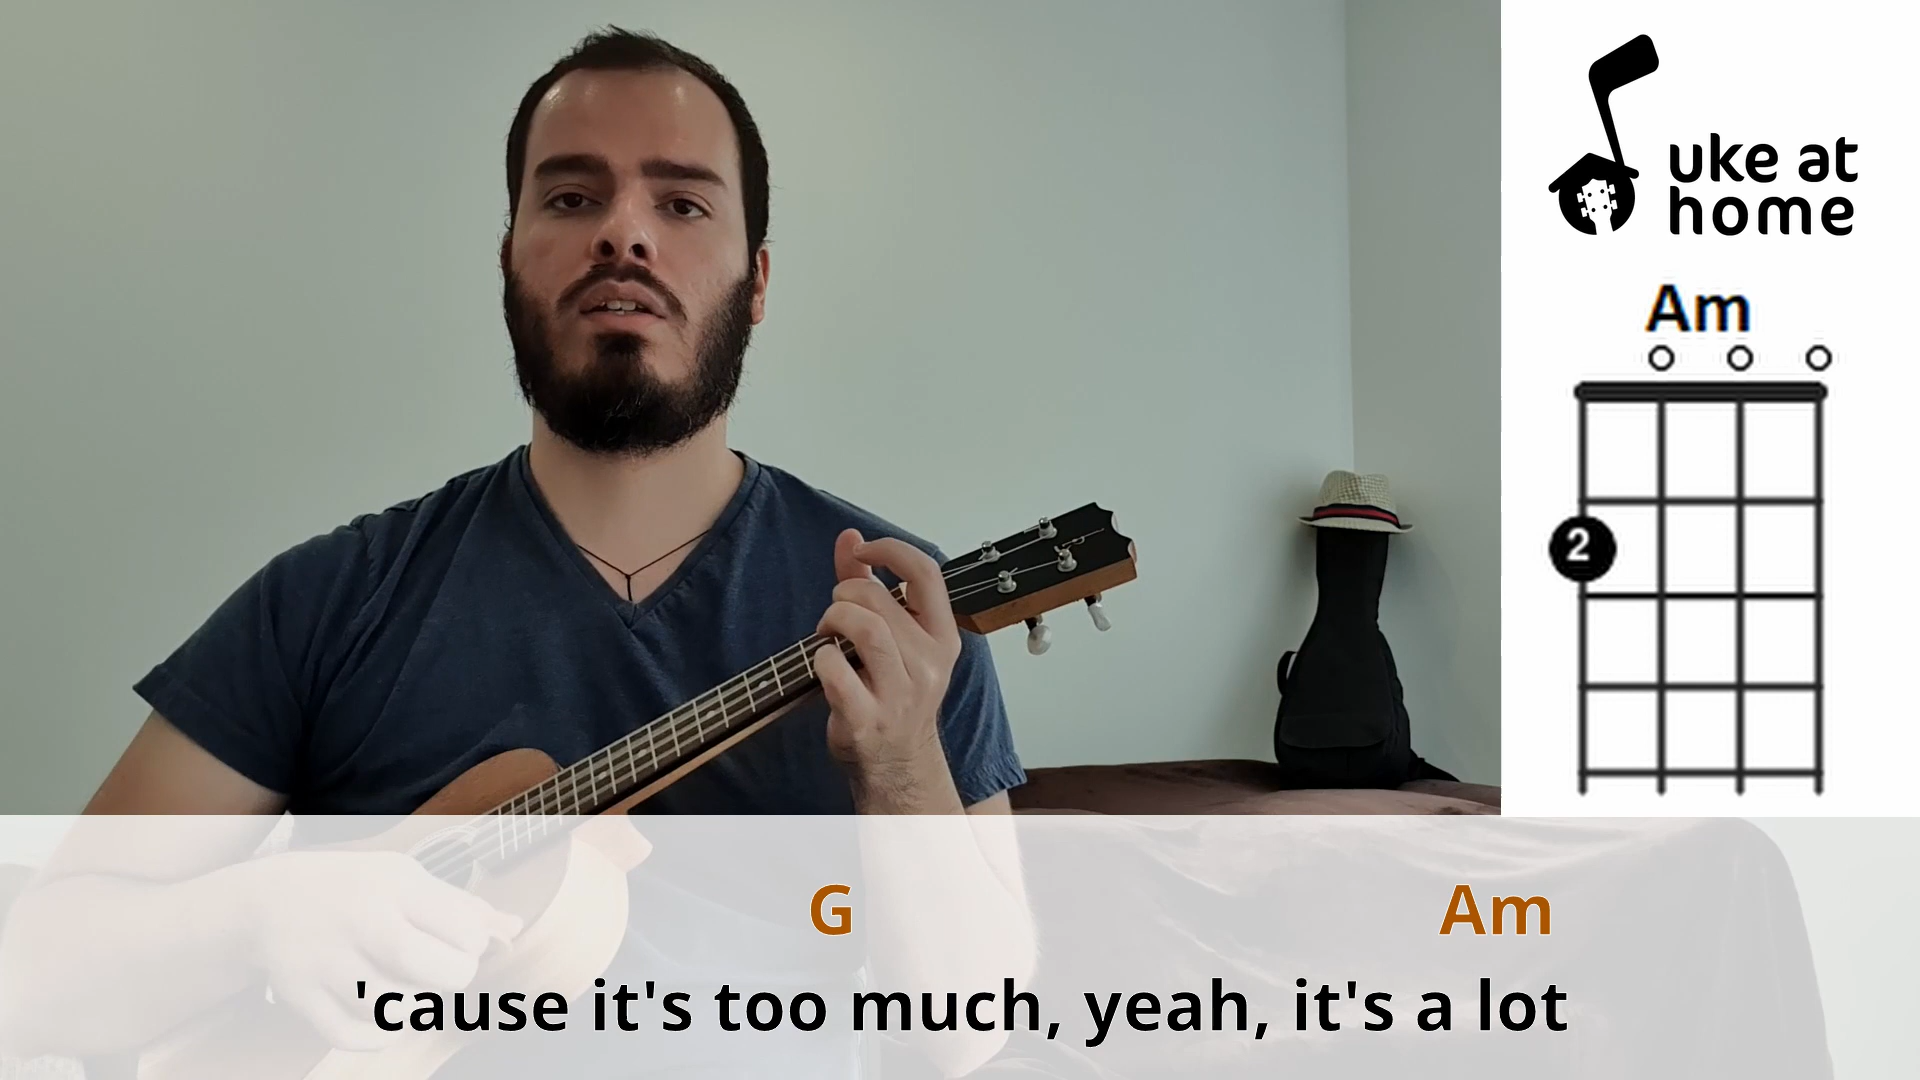 uke at
home
Am
2
G Am
'cause it's too much, yeah, it's a lot